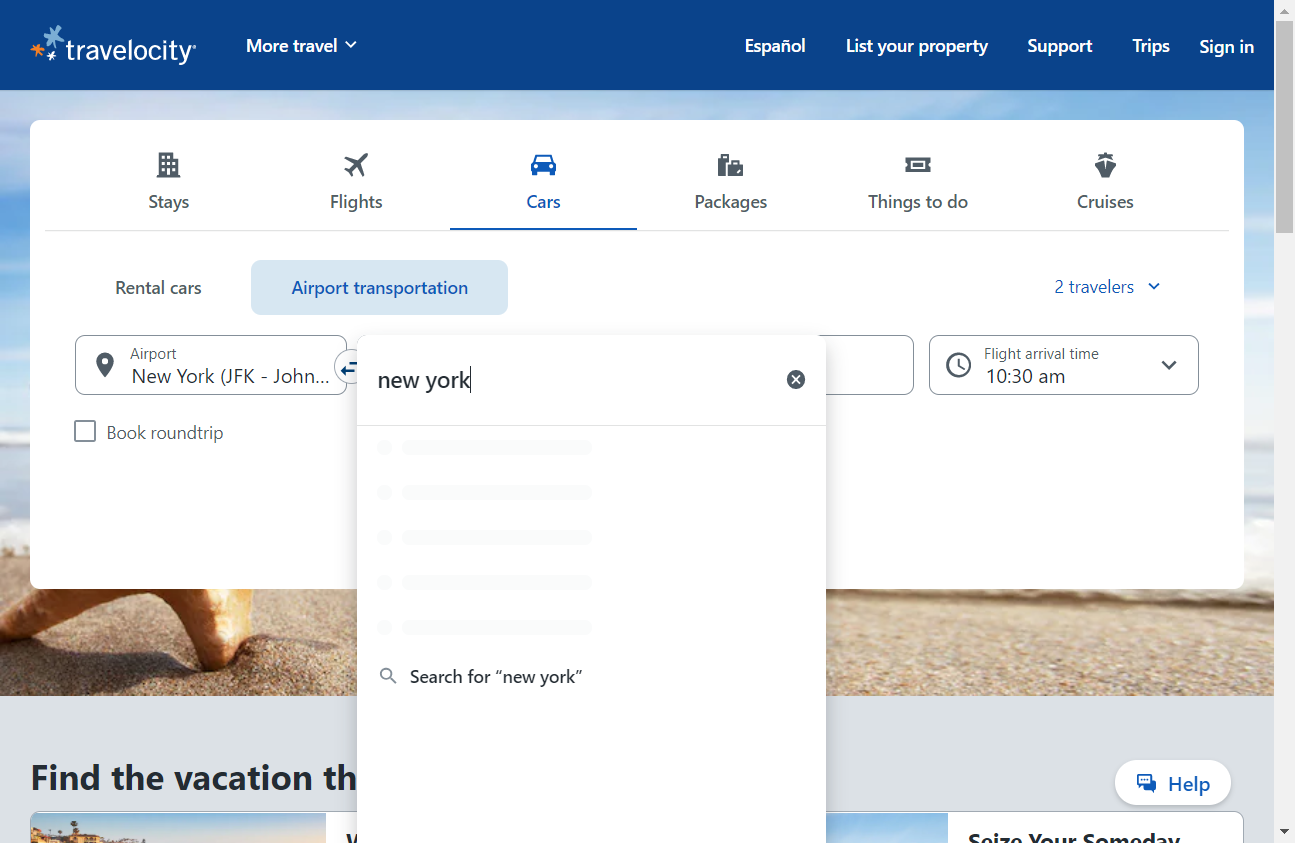 travelocity
More travel
Español
List your property
Support
Trips
Sign in
Stays
Flights
Cars
Packages
Things to do
Cruises
Rental cars
Airport transportation
2 travelers
Airport
New York (JFK - John...
new york
Flight arrival time
10:30 am
Book roundtrip
Search for “new york”
Find the vacation th
Help
Seize Your Someday